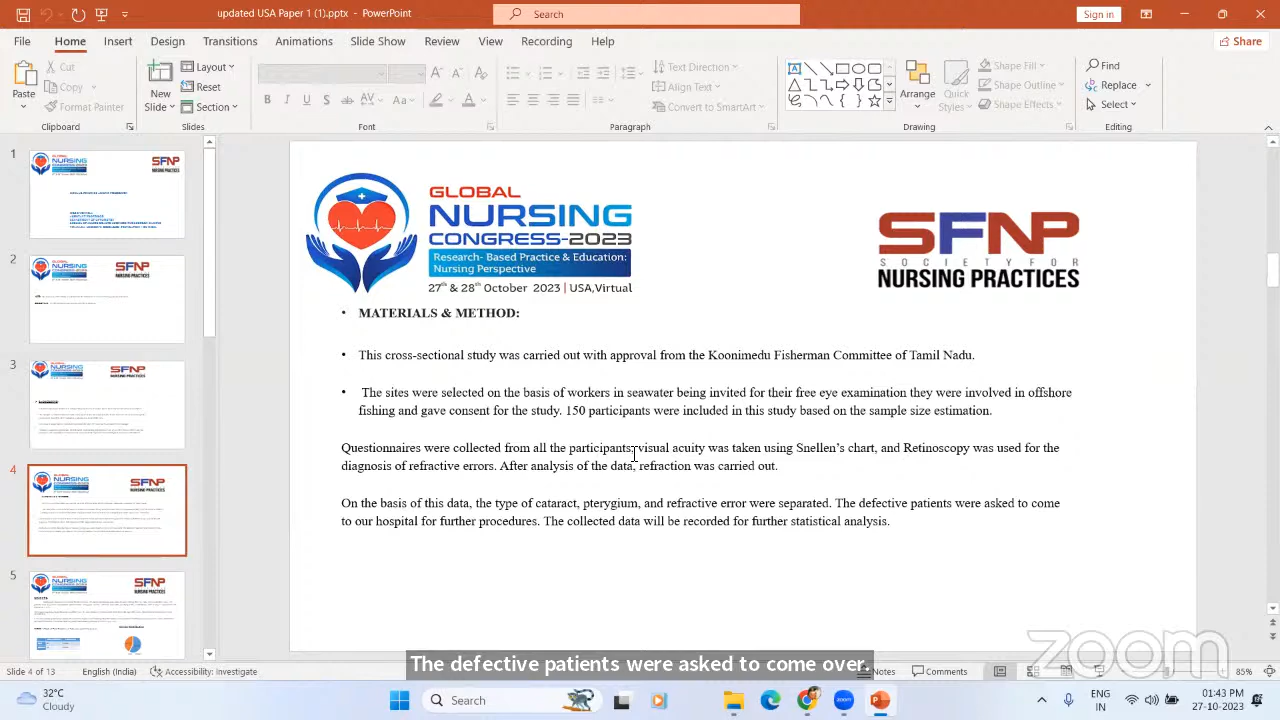 updated USA Paper 1 (1).pptx - PowerPoint
Search
Sign in
File Home Insert Design Transitions Animations Slide Show Review View Recording Help
Share
Paste
Cut
Copy
Format Painter
Clipboard
New
Slide
Layout
Reset
Section
Slides
Font
Text Direction
Align Text
Convert to SmartArt
Paragraph
Arrange
Styles
Shape Fill
Shape Outline
Shape Effects
Drawing
Find
Replace
Select
Editing
1
2
3
4
5
GLOBAL
NURSING
CONGRESS-2023
Research- Based Practice & Education:
Nursing Perspective
27th & 28th October 2023 | USA,Virtual
SFNP
SOCIETY FOR
NURSING PRACTICES
• MATERIALS & METHOD:
• This cross-sectional study was carried out with approval from the Koonimedu Fisherman Committee of Tamil Nadu.
• The sites were selected on the basis of workers in seawater being invited for their free eye examination they were involved in offshore
fishing and gave consent for the study. 150 participants were included in this study based on the sample size estimation.
Questionnaires were collected from all the participants, visual acuity was taken using Snellen's chart, and Retinoscopy was used for the
diagnosis of refractive errors. After analysis of the data, refraction was carried out.
On the basis of this data, patients of cataract, pterygium, and refractive error were separated. The defective patients were asked to come
to our hospital for further procedures. The collected data will be recorded for further statistical analysis.
zoom
The defective patients were asked to come over.
Slide 4 of 13
English (India)
Accessibility: Investigate
Notes
Comments
85%
32°C
Cloudy
Search
zoom
ENG
IN
01:43 PM
27-10-2023